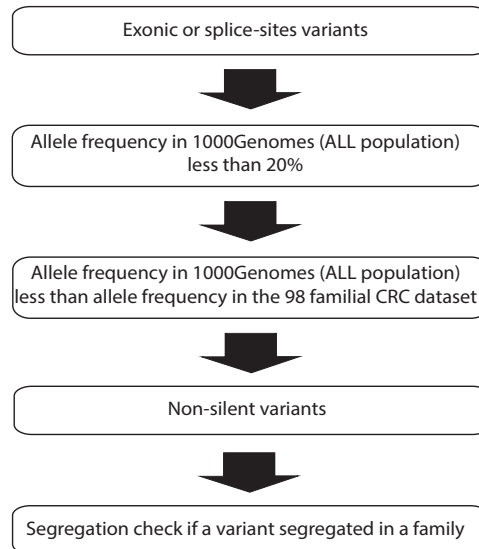 Exonic or splice-sites variants
Allele frequency in 1000Genomes (ALL population)
less than 20%
Allele frequency in 1000Genomes (ALL population)
less than allele frequency in the 98 familial CRC dataset
Non-silent variants
Segregation check if a variant segregated in a family